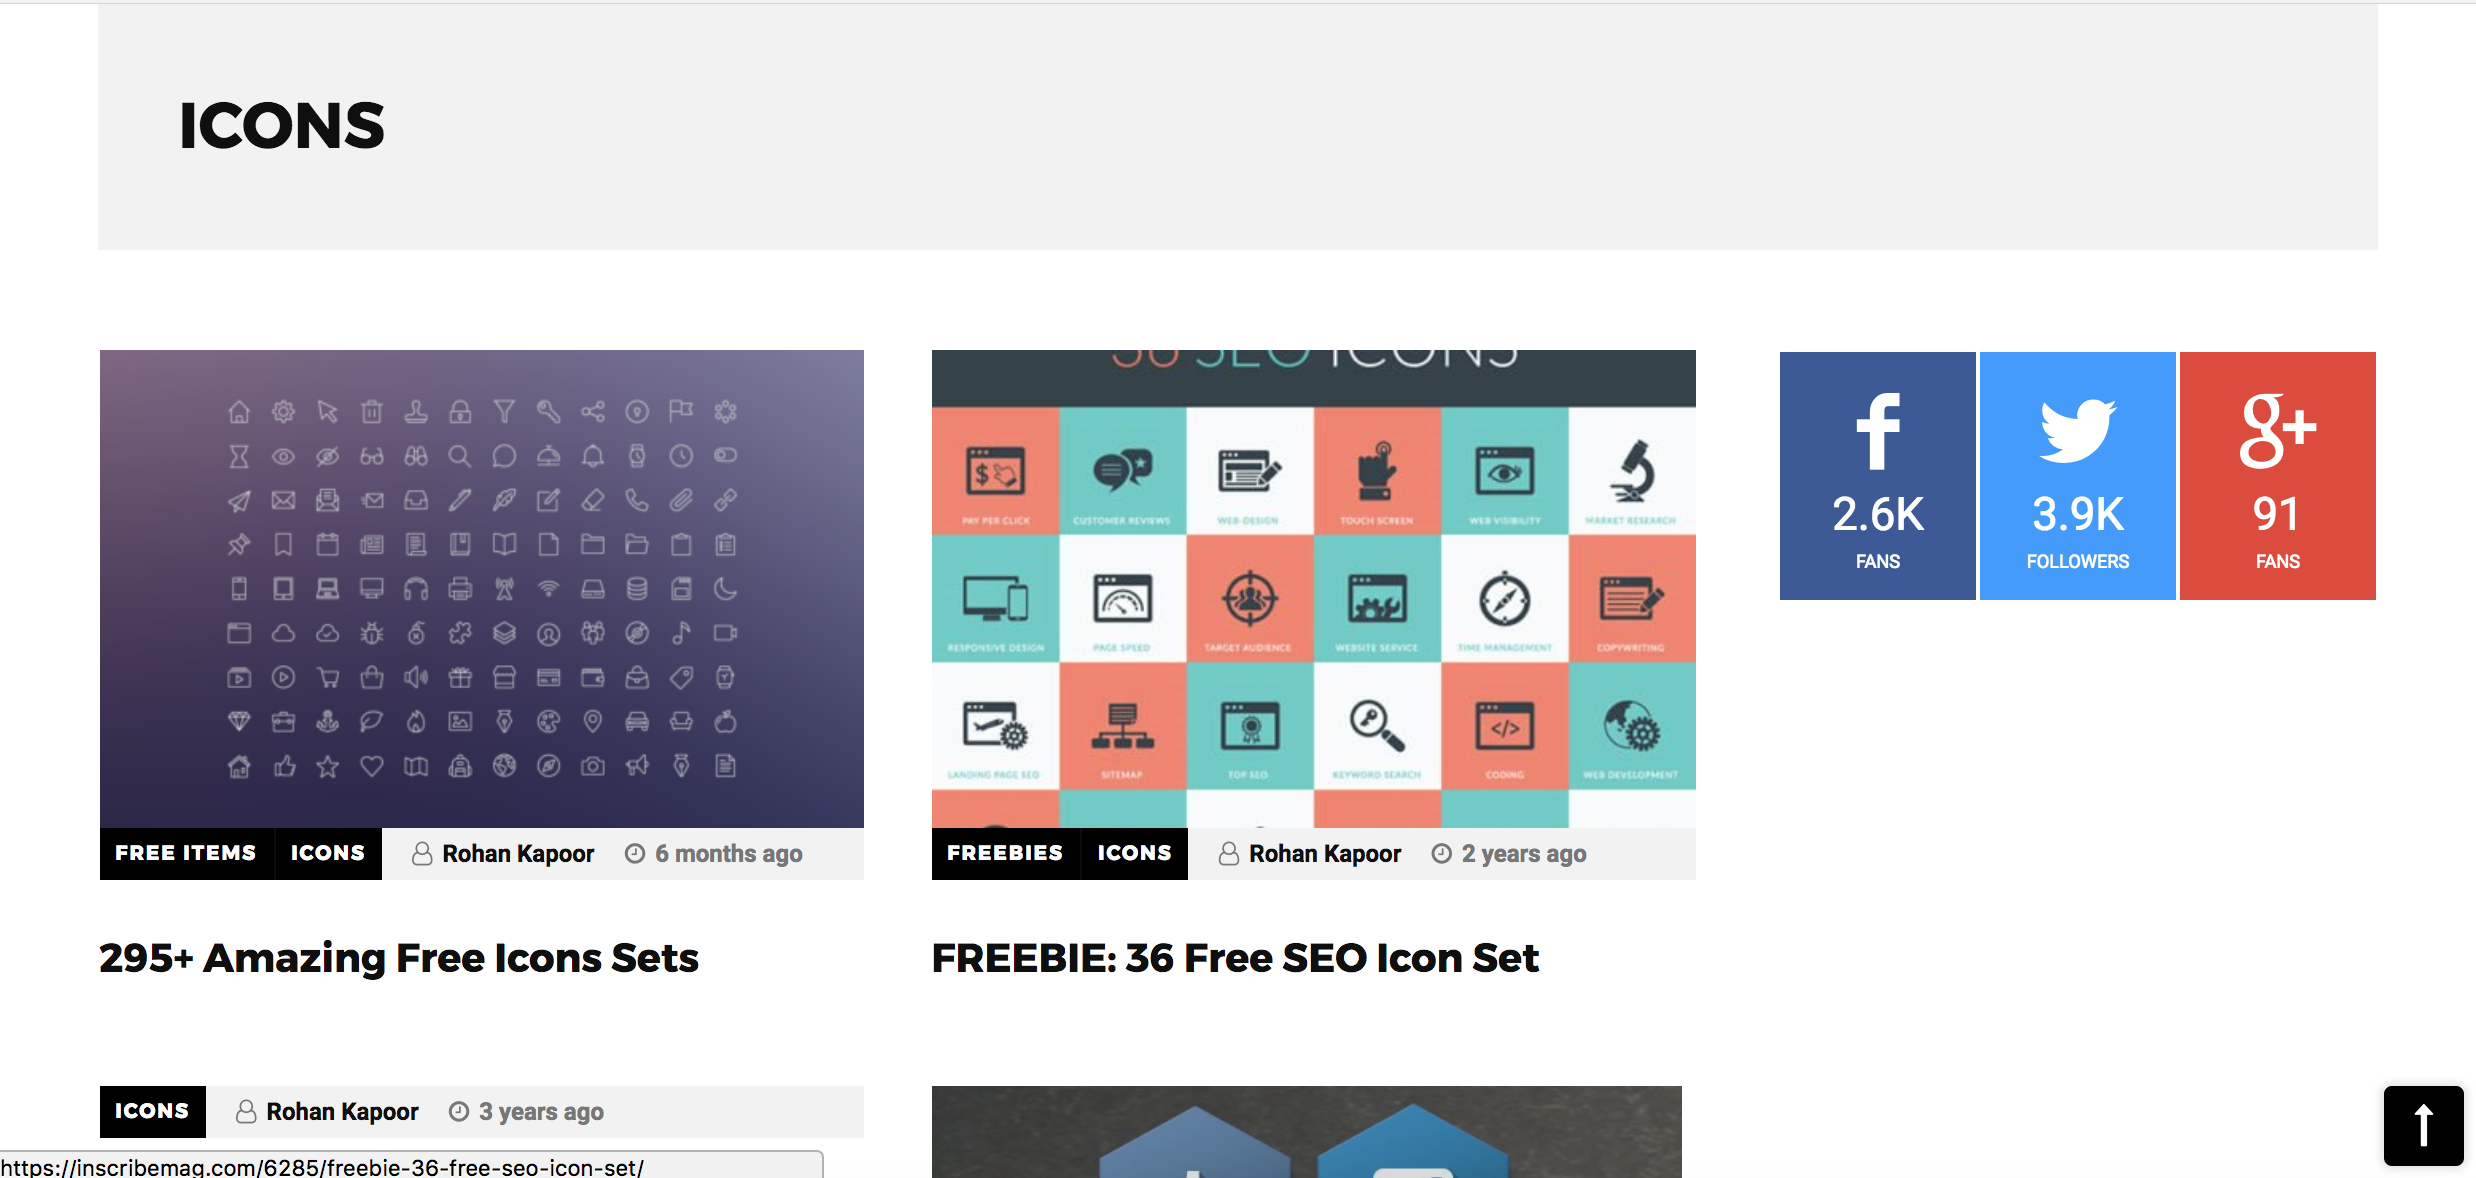 ICONS
36 SEO ICONS
PAY PER CLICK
CUSTOMER REVIEWS
WEB-DESIGN
TOUCH SCREEN
WEB VISIBILITY
MARKET RESEARCH
RESPONSIVE DESIGN
PAGE SPEED
TARGET AUDIENCE
WEBSITE SERVICE
TIME MANAGEMENT
COPYWRITING
LANDING PAGE SEO
SITEMAP
TOP SEO
KEYWORD SEARCH
CODING
WEB DEVELOPMENT
f
2.6K
FANS
3.9K
FOLLOWERS
g+
91
FANS
FREE ITEMS ICONS Rohan Kapoor 6 months ago
FREEBIES ICONS Rohan Kapoor 2 years ago
295+ Amazing Free Icons Sets
FREEBIE: 36 Free SEO Icon Set
ICONS Rohan Kapoor 3 years ago
https://inscribemag.com/6285/freebie-36-free-seo-icon-set/